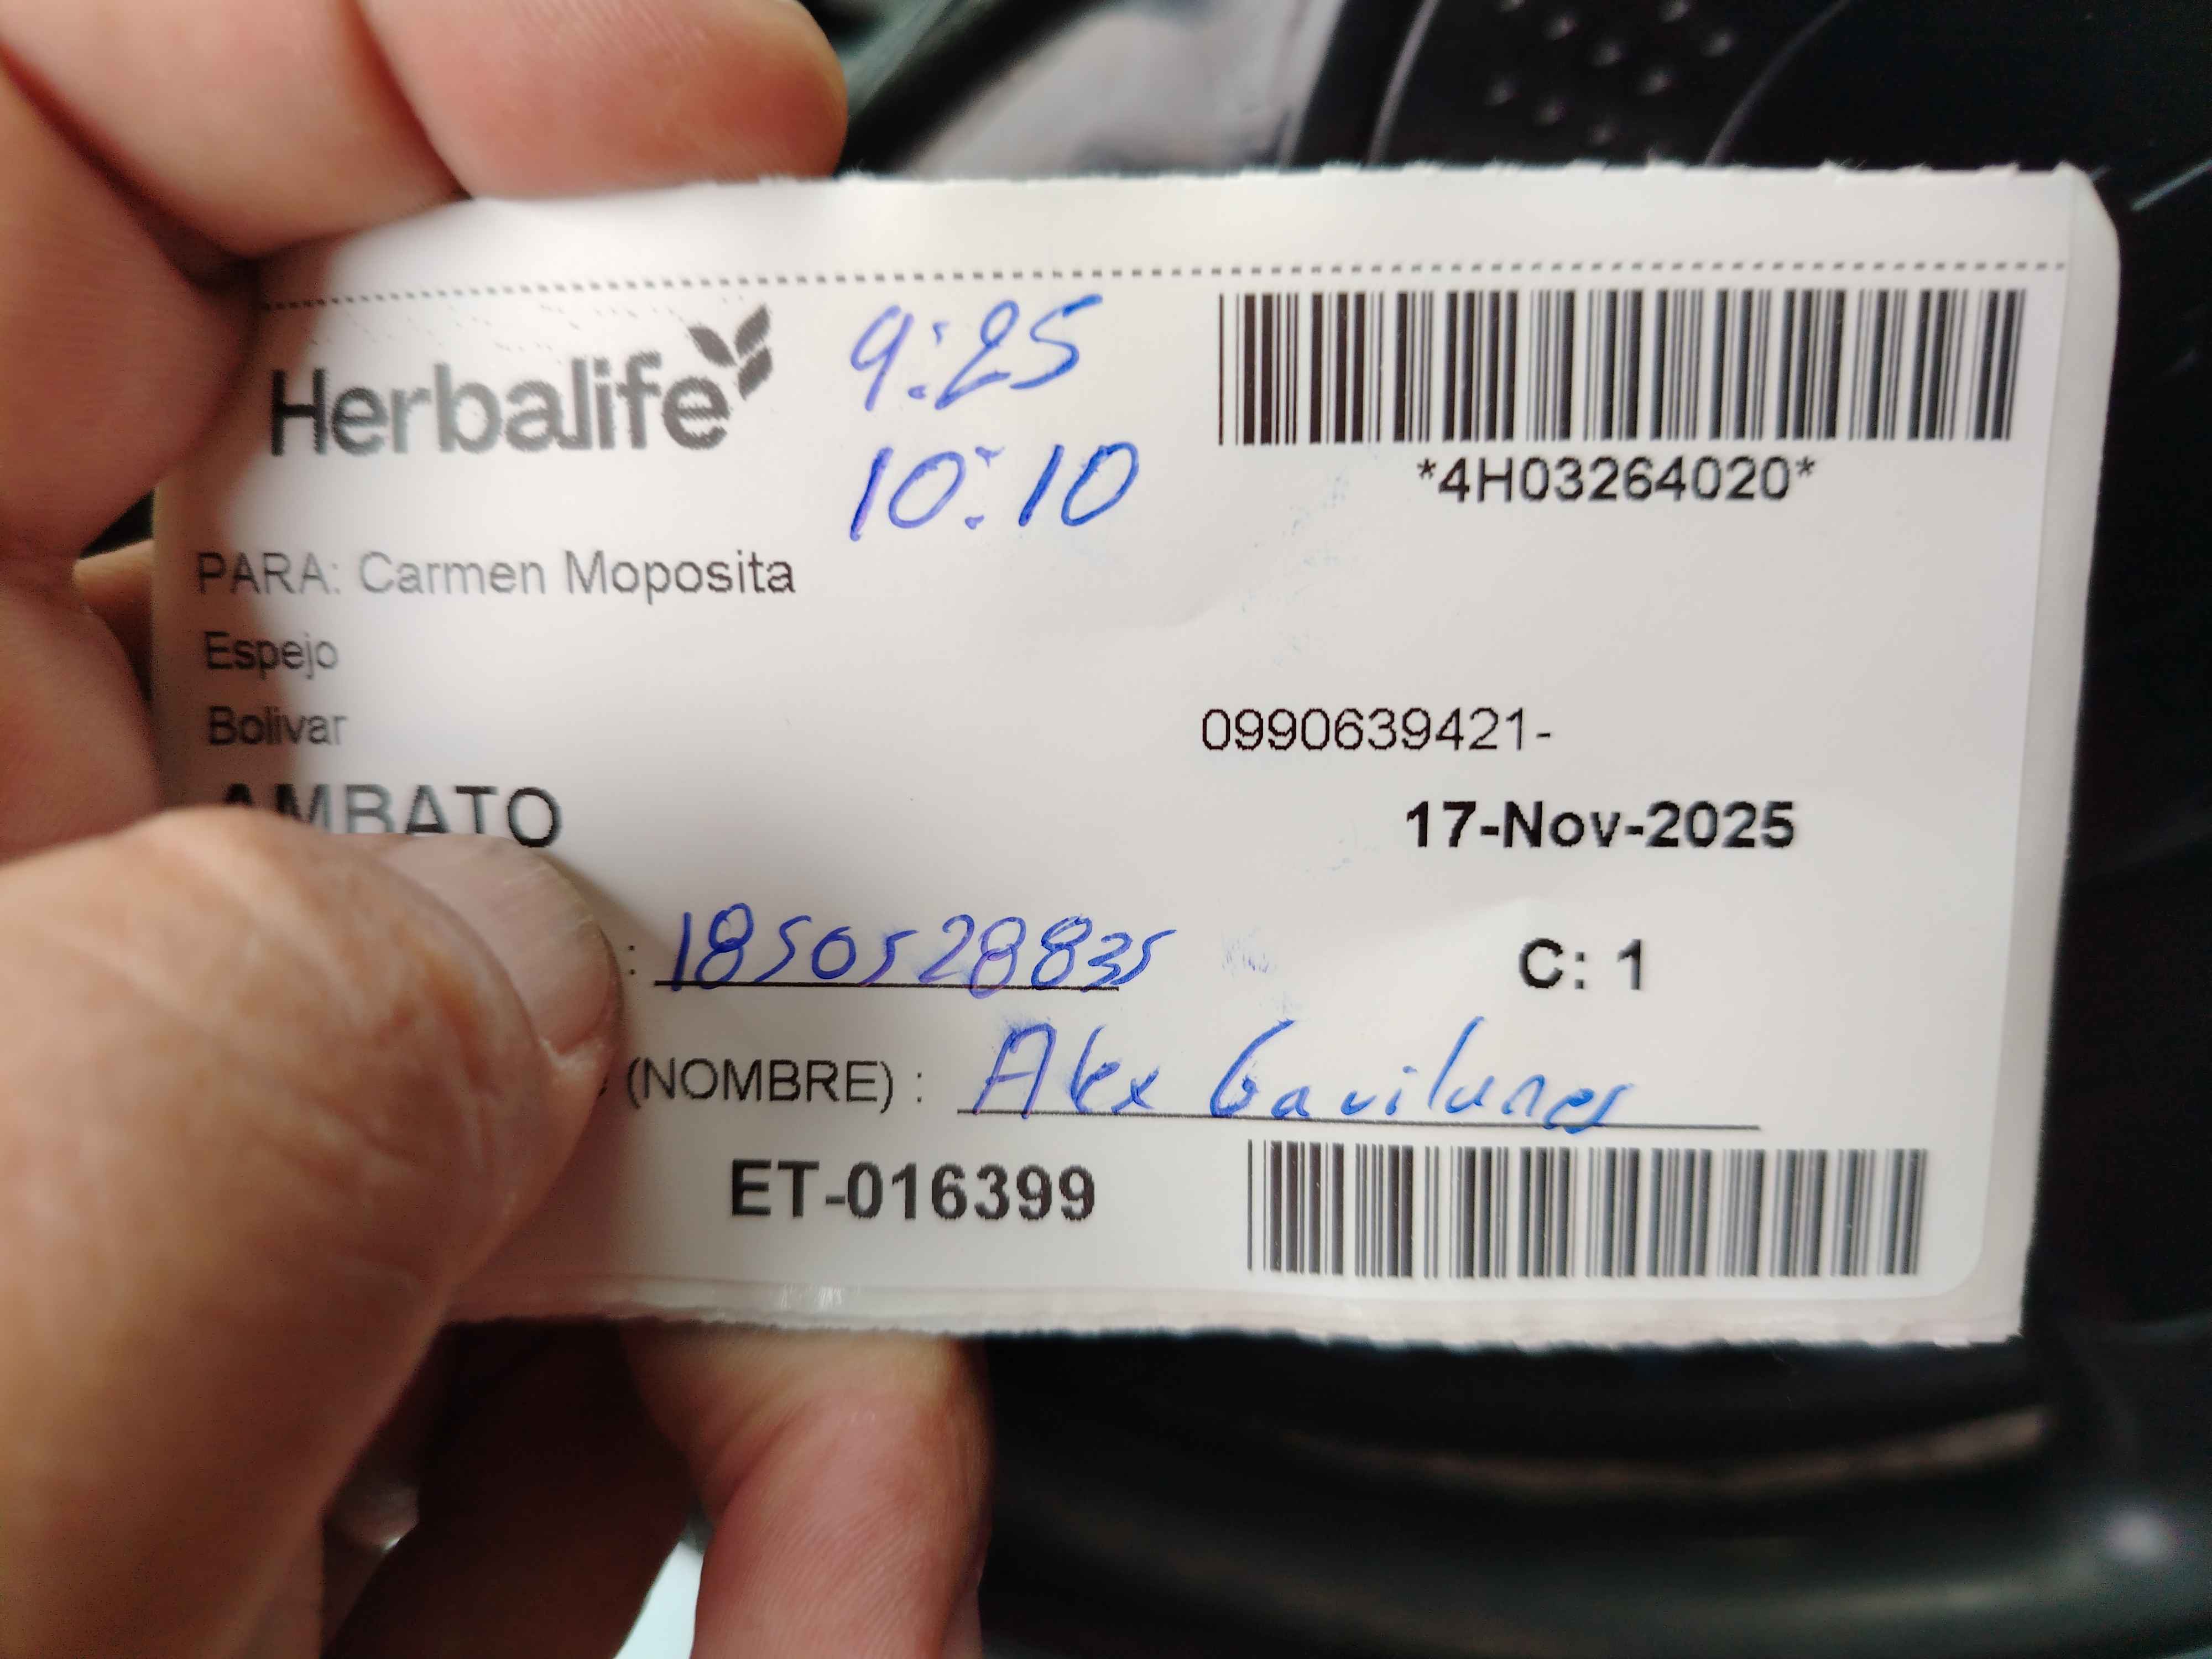 Herbalife
9:25
10:10
*4H03264020*
PARA: Carmen Moposita
Espejo
Bolivar
0990639421-
AMBATO
17-Nov-2025
: 1850528835
C: 1
(NOMBRE) : Alex Gavilanes
ET-016399